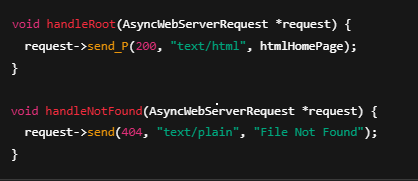 void handleRoot(AsyncWebServerRequest *request) {
  request->send_P(200, "text/html", htmlHomePage);
}

void handleNotFound(AsyncWebServerRequest *request) {
  request->send(404, "text/plain", "File Not Found");
}